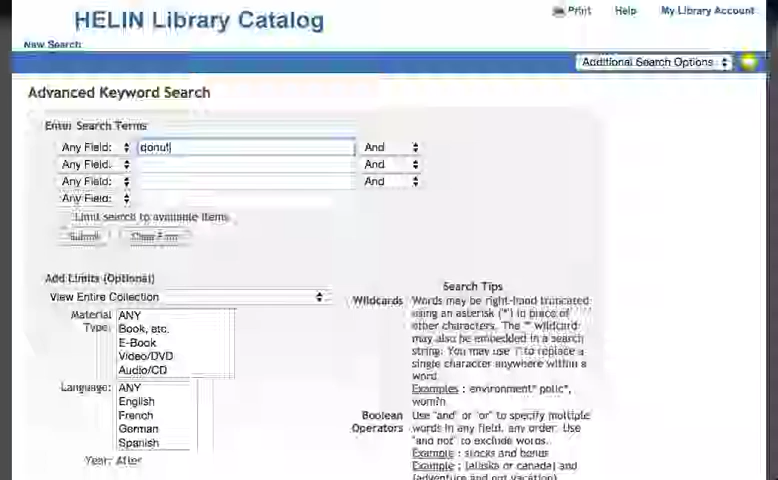 HELIN Library Catalog
Print Help My Library Account
New Search
Additional Search Options
Advanced Keyword Search
Enter Search Terms
Any Field: donut And
Any Field: And
Any Field: And
Any Field:
Limit search to available items
Submit Clear Form
Add Limits (Optional)
View Entire Collection
Material Type:
ANY
Book, etc.
E-Book
Video/DVD
Audio/CD
Language:
ANY
English
French
German
Spanish
Year: After
Search Tips
Wildcards
Words may be right-hand truncated
using an asterisk ("*") in place of
other characters. The "*" wildcard
may also be embedded in a search
string. You may use "?" to replace a
single character anywhere within a
word.
Examples : environment* polic*,
wom?n
Boolean Operators
Use "and" or "or" to specify multiple
words in any field, any order. Use
"and not" to exclude words.
Example : stocks and bonds
Example : (alaska or canada) and
(adventure and not vacation)